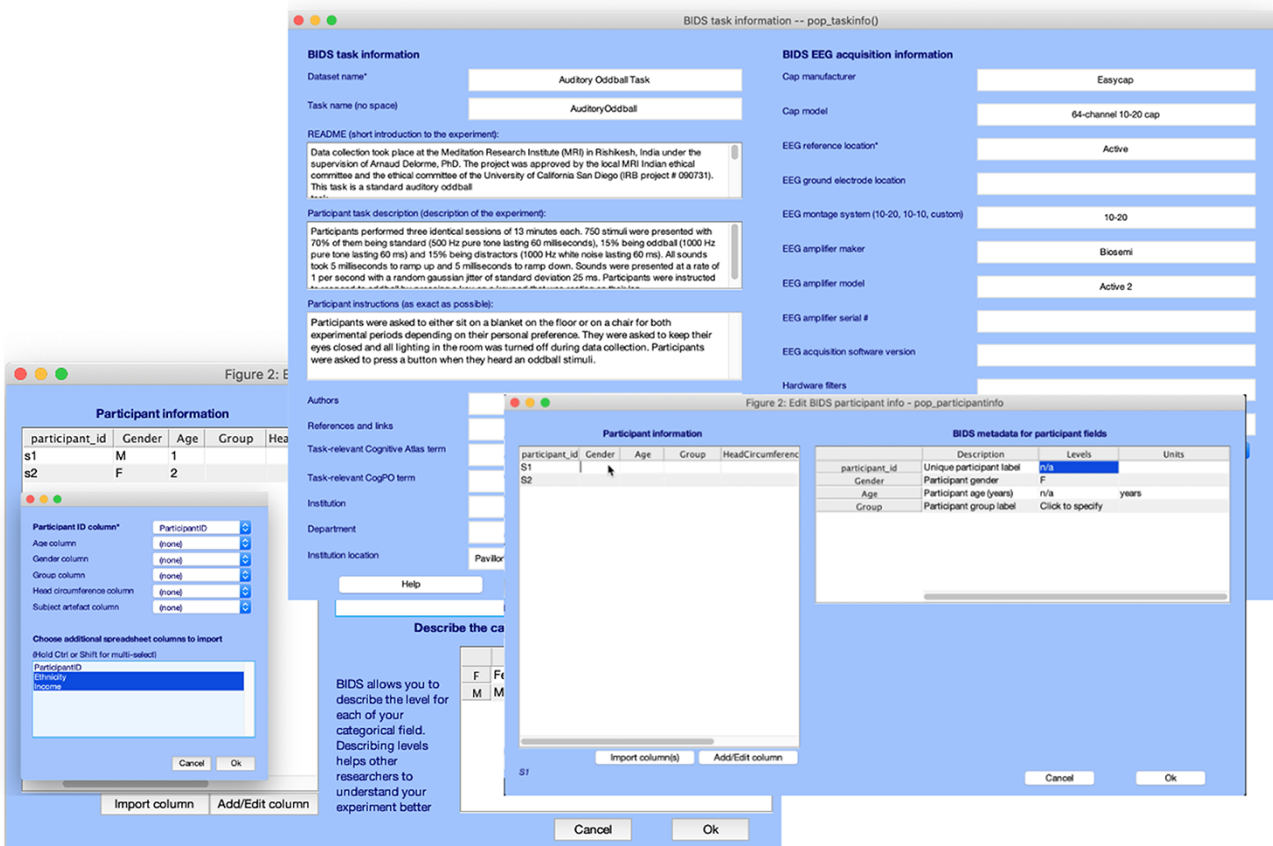 BIDS task information -- pop_taskinfo()
BIDS task information
Dataset name*
Auditory Oddball Task
Task name (no space)
AuditoryOddball
README (short introduction to the experiment):
Data collection took place at the Meditation Research Institute (MRI) in Rishikesh, India under the
supervision of Arnaud Delorme, PhD. The project was approved by the local MRI Indian ethical
committee and the ethical committee of the University of California San Diego (IRB project # 090731).
This task is a standard auditory oddball
Participant task description (description of the experiment):
Participants performed three identical sessions of 13 minutes each. 750 stimuli were presented with
70% of them being standard (500 Hz pure tone lasting 60 milliseconds), 15% being oddball (1000 Hz
pure tone lasting 60 ms) and 15% being distractors (1000 Hz white noise lasting 60 ms). All sounds
took 5 milliseconds to ramp up and 5 milliseconds to ramp down. Sounds were presented at a rate of
1 per second with a random gaussian jitter of standard deviation 25 ms. Participants were instructed
Participant instructions (as exact as possible):
Participants were asked to either sit on a blanket on the floor or on a chair for both
experimental periods depending on their personal preference. They were asked to keep their
eyes closed and all lighting in the room was turned off during data collection. Participants
were asked to press a button when they heard an oddball stimuli.
Authors
References and links
Task-relevant Cognitive Atlas term
Task-relevant CogPO term
Institution
Department
Institution location
Pavillon
Help
BIDS EEG acquisition information
Cap manufacturer
Easycap
Cap model
64-channel 10-20 cap
EEG reference location*
Active
EEG ground electrode location
EEG montage system (10-20, 10-10, custom)
10-20
EEG amplifier maker
Biosemi
EEG amplifier model
Active 2
EEG amplifier serial #
EEG acquisition software version
Hardware filters
Figure 2: E
Participant information
participant_id Gender Age Group Hea
s1 M 1
s2 F 2
Participant ID column* ParticipantID
Age column (none)
Gender column (none)
Group column (none)
Head circumference column (none)
Subject artefact column (none)
Choose additional spreadsheet columns to import
(Hold Ctrl or Shift for multi-select)
ParticipantID
Ethnicity
Income
Cancel Ok
Import column Add/Edit column
Describe the ca
F Fe
M M
BIDS allows you to
describe the level for
each of your
categorical field.
Describing levels
helps other
researchers to
understand your
experiment better
Cancel Ok
Figure 2: Edit BIDS participant info - pop_participantinfo
Participant information
participant_id Gender Age Group HeadCircumferenc
S1
S2
Import column(s) Add/Edit column
S1
BIDS metadata for participant fields
Description Levels Units
participant_id Unique participant label n/a
Gender Participant gender F
Age Participant age (years) n/a years
Group Participant group label Click to specify
Cancel Ok